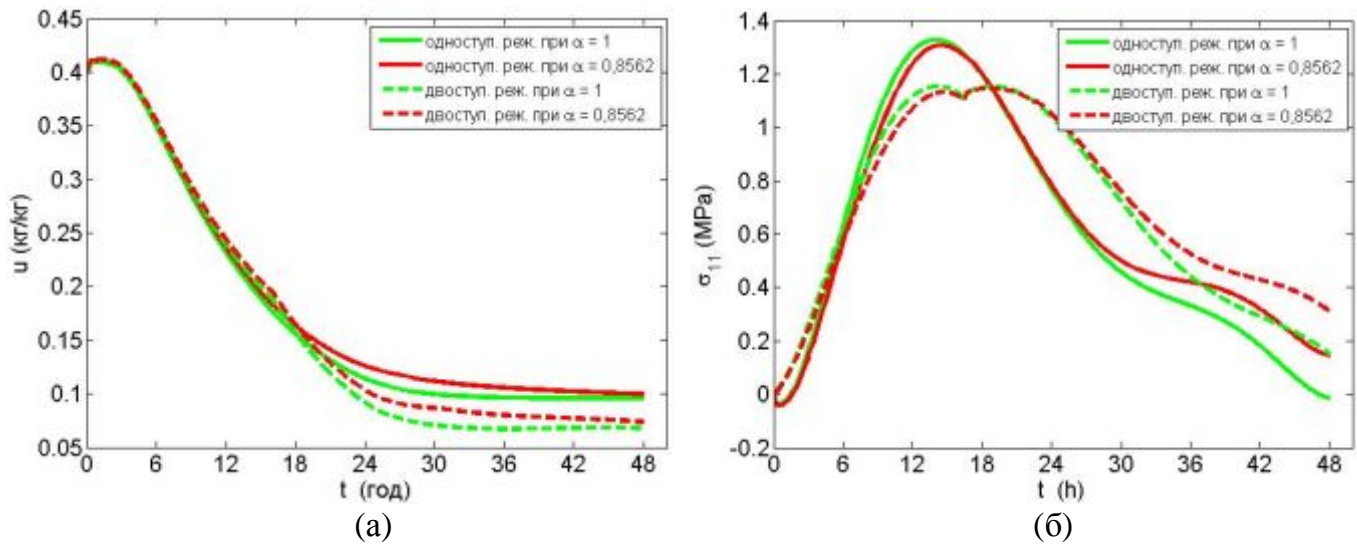 0.45
0.4
0.35
0.3
0.25
0.2
0.15
0.1
0.05
0 6 12 18 24 30 36 42 48
u (кг/кг)
t (год)
одноступ. реж. при α = 1
одноступ. реж. при α = 0,8562
двоступ. реж. при α = 1
двоступ. реж. при α = 0,8562
(а)
1.4
1.2
1
0.8
0.6
0.4
0.2
0
-0.2
0 6 12 18 24 30 36 42 48
σ11 (MPa)
t (h)
одноступ. реж. при α = 1
одноступ. реж. при α = 0,8562
двоступ. реж. при α = 1
двоступ. реж. при α = 0,8562
(б)